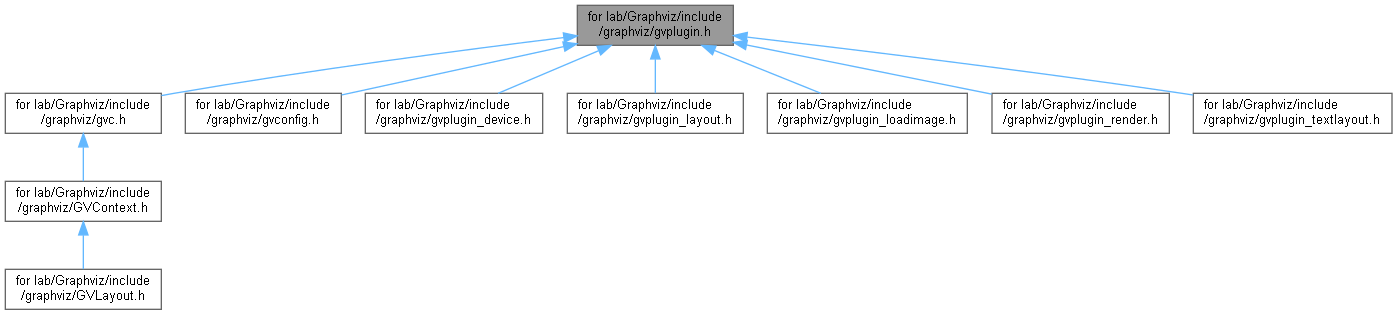 for lab/Graphviz/include
/graphviz/gvplugin.h
for lab/Graphviz/include
/graphviz/gvc.h
for lab/Graphviz/include
/graphviz/gvconfig.h
for lab/Graphviz/include
/graphviz/gvplugin_device.h
for lab/Graphviz/include
/graphviz/gvplugin_layout.h
for lab/Graphviz/include
/graphviz/gvplugin_loadimage.h
for lab/Graphviz/include
/graphviz/gvplugin_render.h
for lab/Graphviz/include
/graphviz/gvplugin_textlayout.h
for lab/Graphviz/include
/graphviz/GVContext.h
for lab/Graphviz/include
/graphviz/GVLayout.h